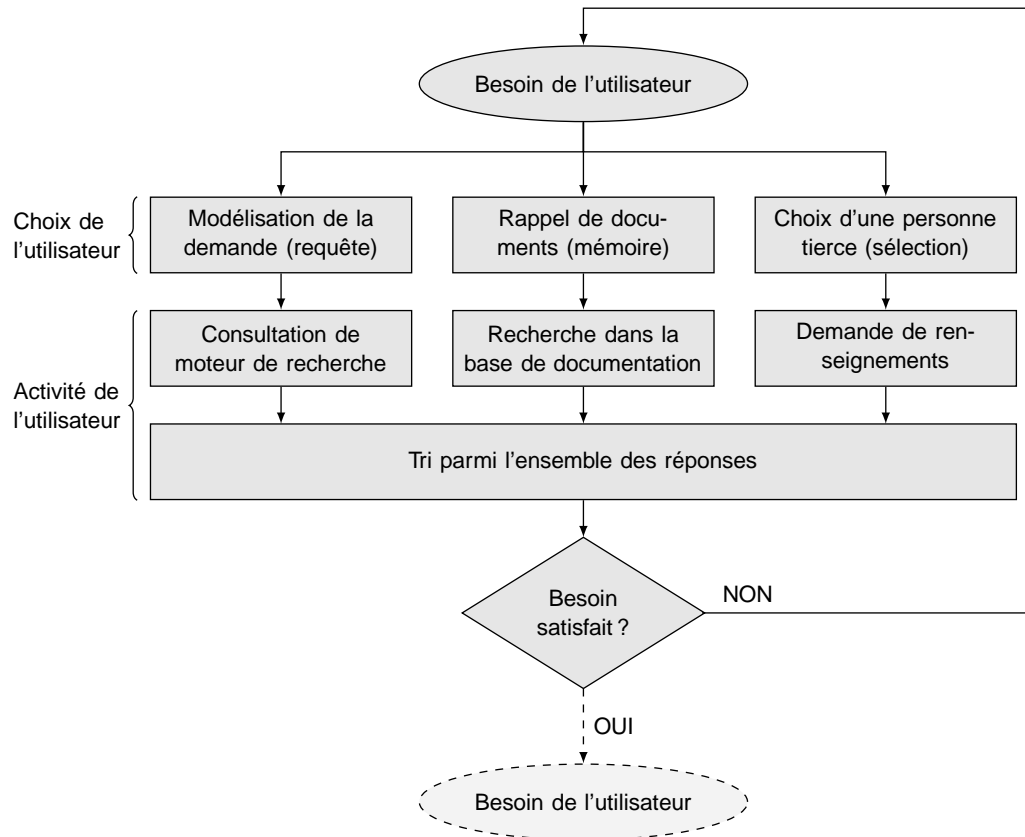 Besoin de l'utilisateur
Choix de
l'utilisateur
Modélisation de la
demande (requête)
Rappel de docu-
ments (mémoire)
Choix d'une personne
tierce (sélection)
Activité de
l'utilisateur
Consultation de
moteur de recherche
Recherche dans la
base de documentation
Demande de ren-
seignements
Tri parmi l'ensemble des réponses
Besoin
satisfait ?
NON
OUI
Besoin de l'utilisateur